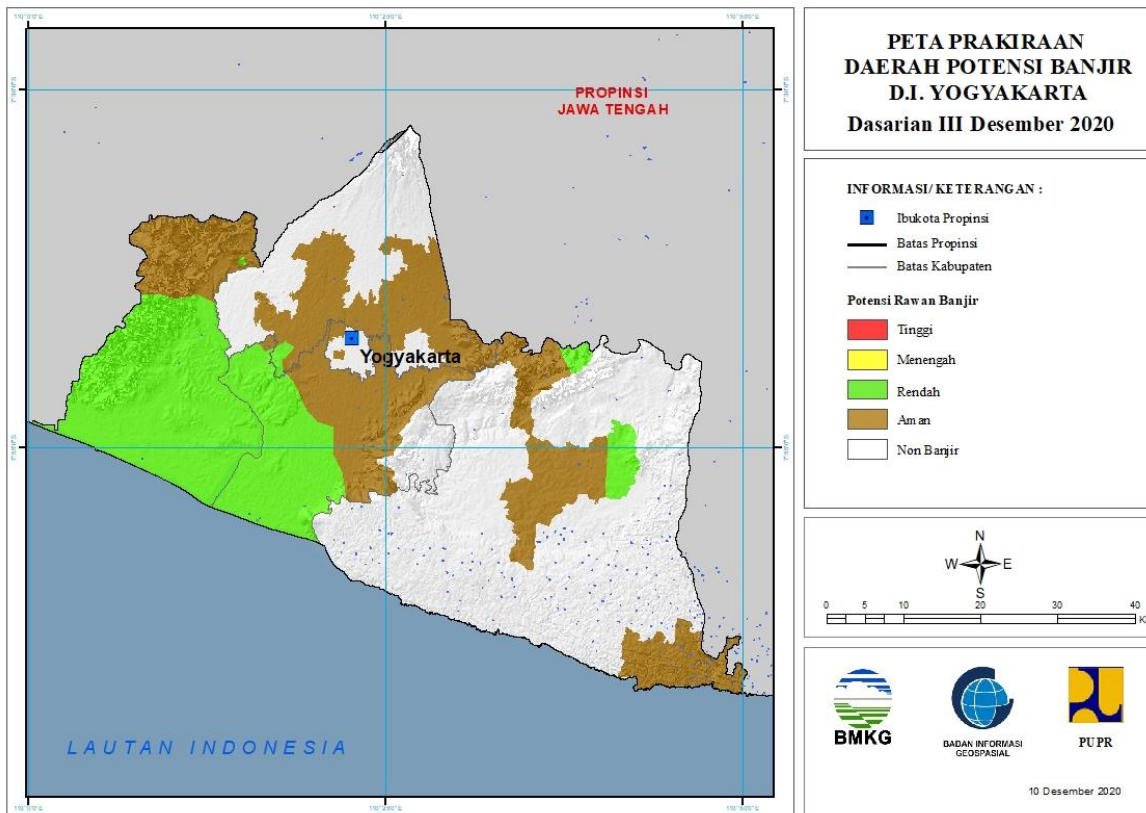 PETA PRAKIRAAN
DAERAH POTENSI BANJIR
D.I. YOGYAKARTA
Dasarian III Desember 2020
PROPINSI
JAWA TENGAH
Yogyakarta
LAUTAN INDONESIA
INFORMASI/ KETERANGAN :
Ibukota Propinsi
Batas Propinsi
Batas Kabupaten
Potensi Rawan Banjir
Tinggi
Menengah
Rendah
Aman
Non Banjir
N
W E
S
0 5 10 20 30 40
BMKG
BADAN INFORMASI
GEOSPASIAL
PUPR
10 Desember 2020